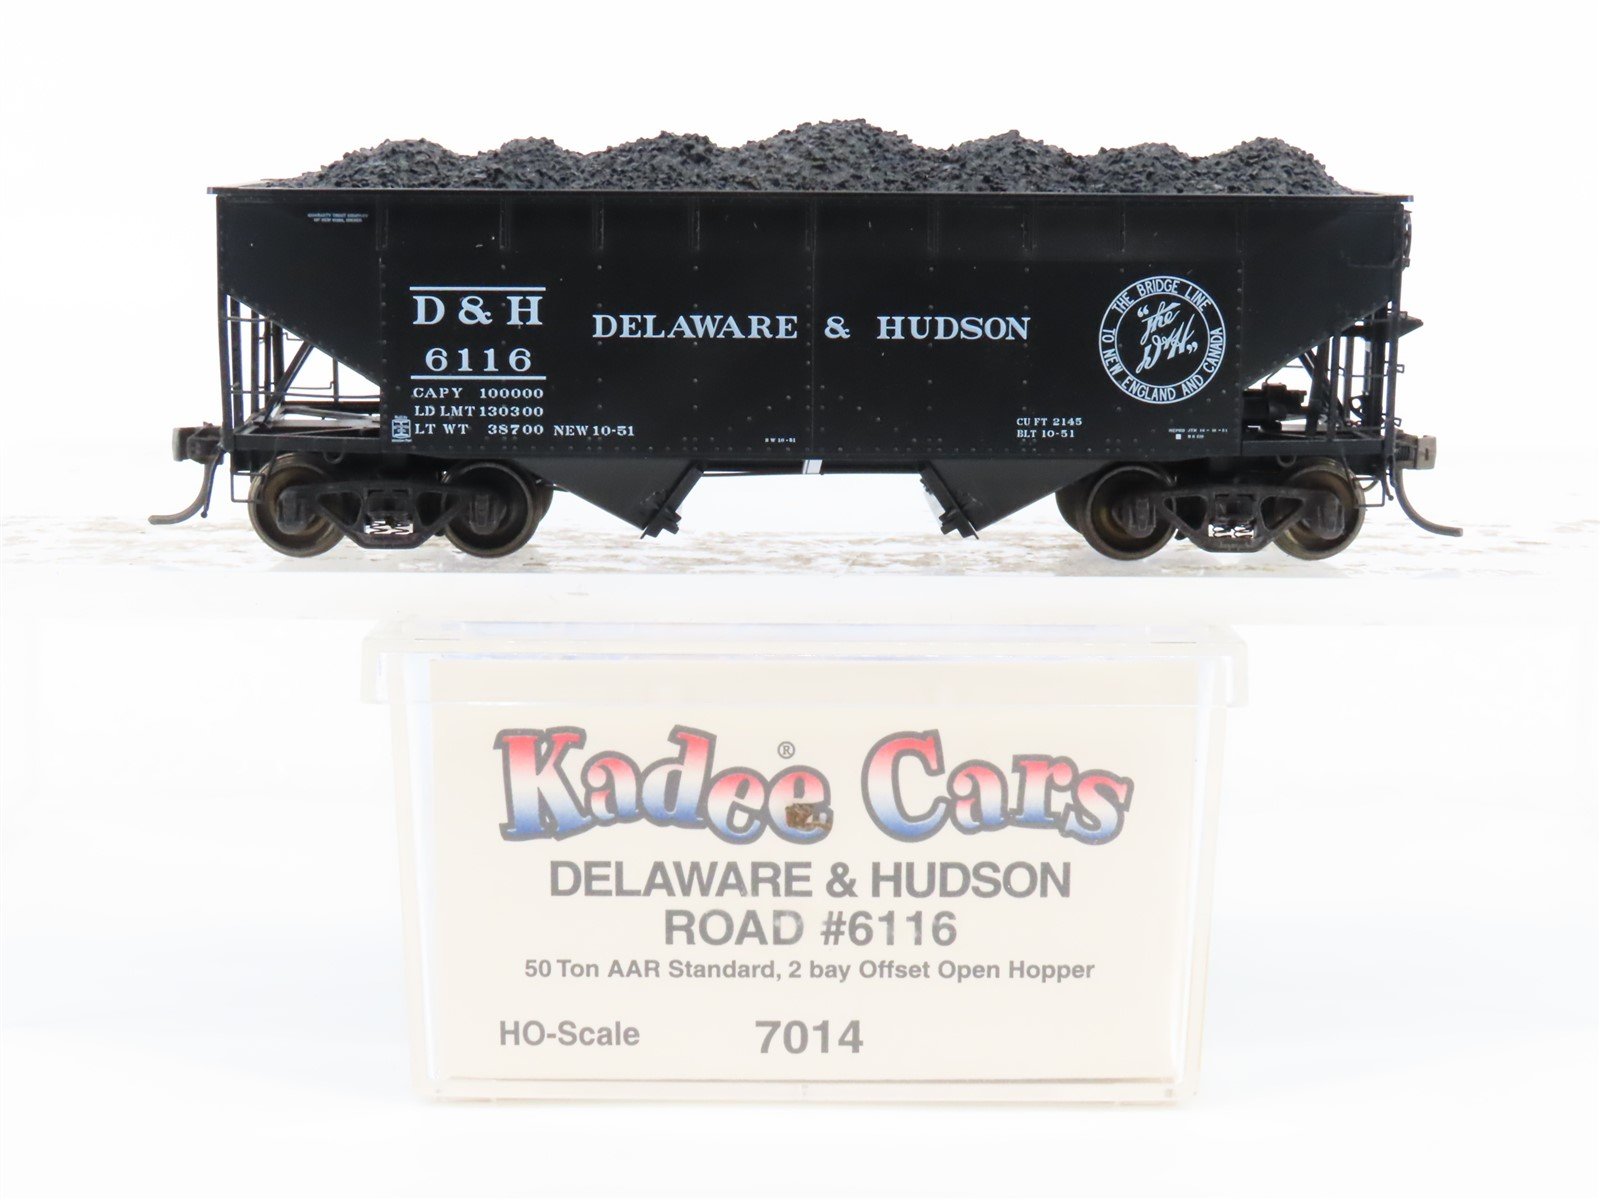 D & H
6116
CAPY 100000
LD LMT 130300
LT WT 38700 NEW 10-51
DELAWARE & HUDSON
THE BRIDGE LINE
TO NEW ENGLAND AND CANADA
"The D&H"
CU FT 2145
BLT 10-51
Kadee® Cars
DELAWARE & HUDSON
ROAD #6116
50 Ton AAR Standard, 2 bay Offset Open Hopper
HO-Scale 7014